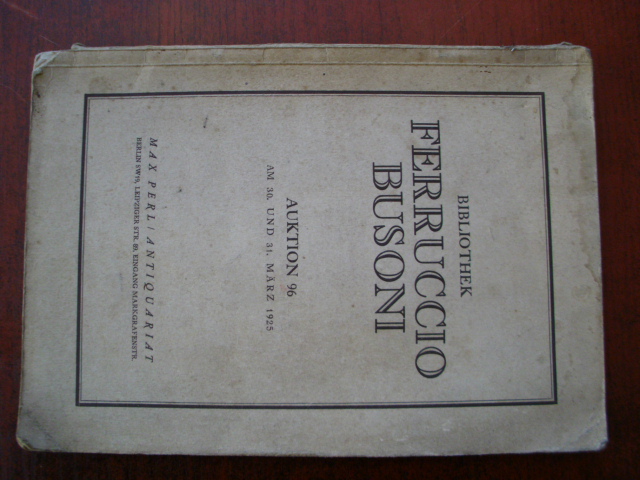 BIBLIOTHEK
FERRUCCIO
BUSONI
AUKTION 96
AM 30. UND 31. MÄRZ 1925
MAX PERL / ANTIQUARIAT
BERLIN SW19, LEIPZIGER STR. 89, EINGANG MARKGRAFENSTR.